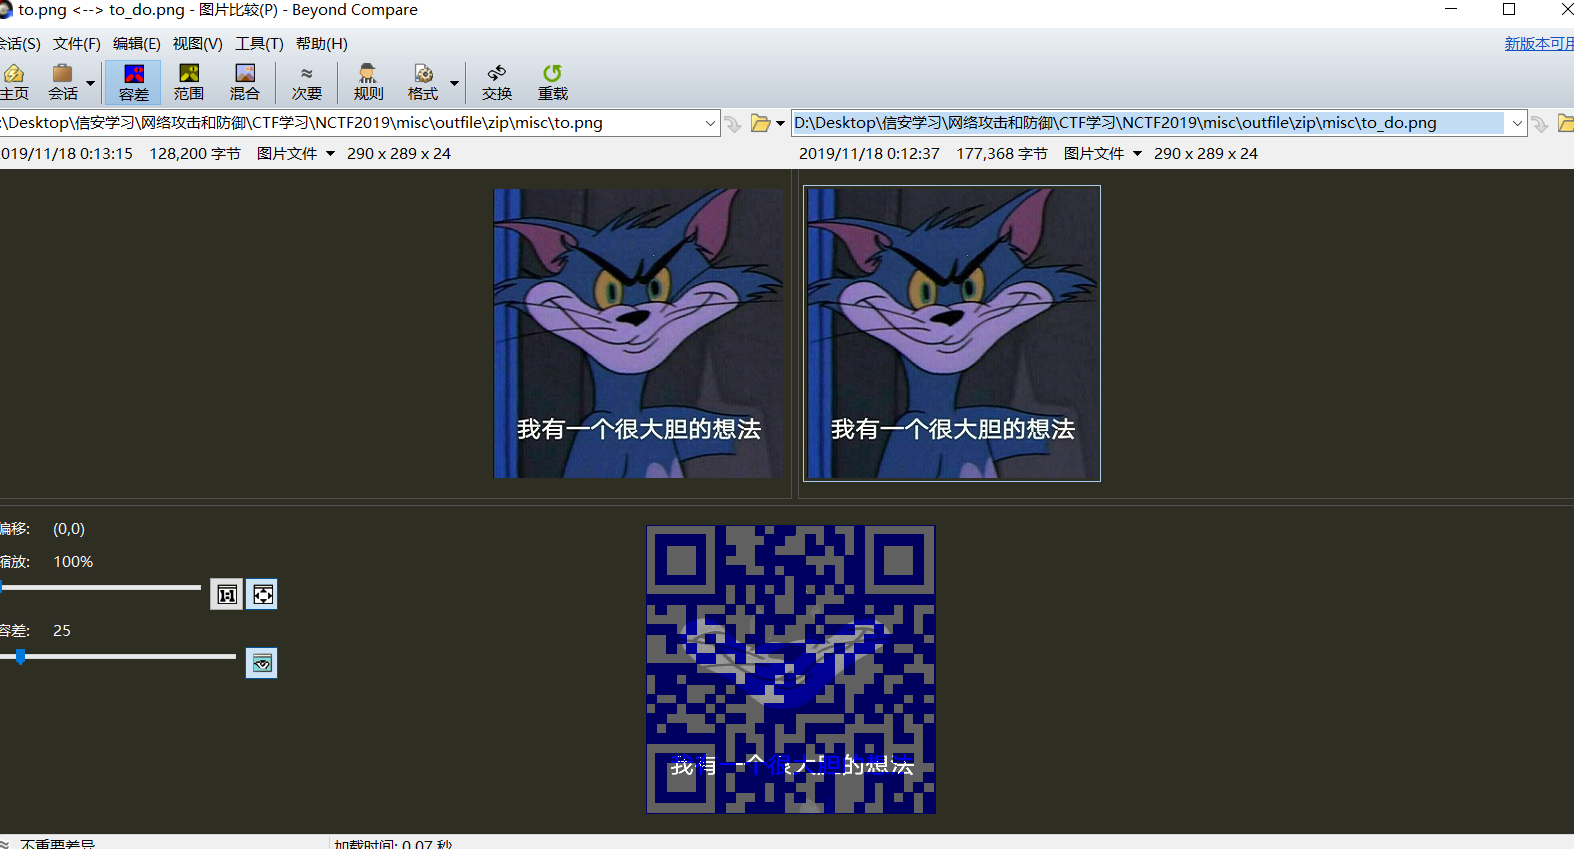 to.png <--> to_do.png - 图片比较(P) - Beyond Compare
会话(S) 文件(F) 编辑(E) 视图(V) 工具(T) 帮助(H) 新版本可用
主页 会话 容差 范围 混合 次要 规则 格式 交换 重载
:\Desktop\信安学习\网络攻击和防御\CTF学习\NCTF2019\misc\outfile\zip\misc\to.png D:\Desktop\信安学习\网络攻击和防御\CTF学习\NCTF2019\misc\outfile\zip\misc\to_do.png
2019/11/18 0:13:15 128,200 字节 图片文件 290 x 289 x 24 2019/11/18 0:12:37 177,368 字节 图片文件 290 x 289 x 24
我有一个很大胆的想法 我有一个很大胆的想法
偏移: (0,0)
缩放: 100%
1:1
容差: 25
我有一个很大胆的想法
不重要差异 加载时间: 0.07 秒